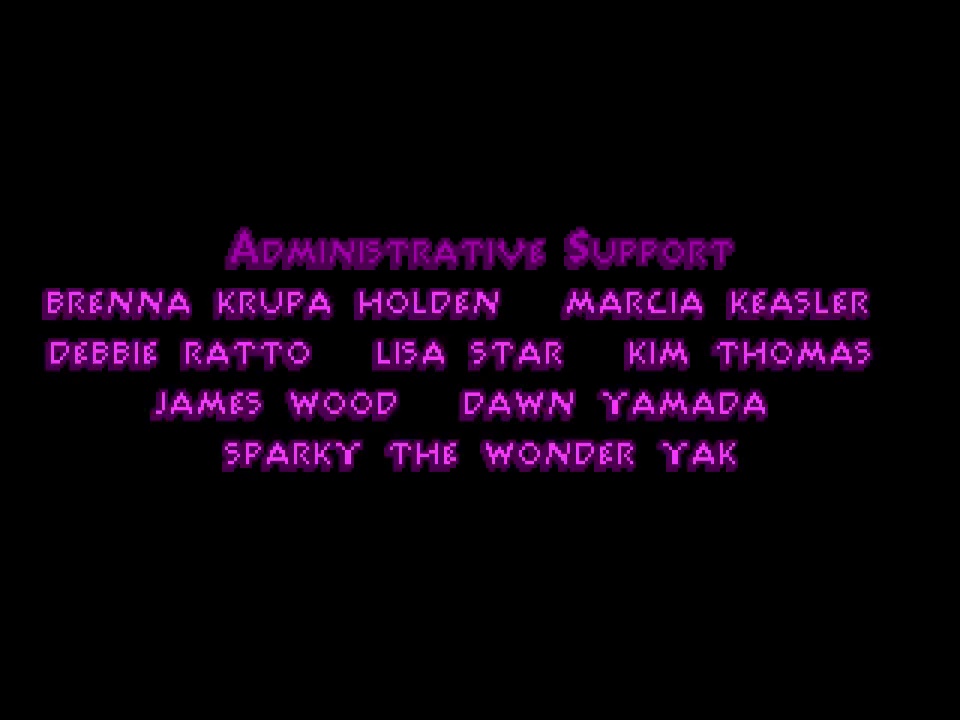 Administrative Support
BRENNA KRUPA HOLDEN MARCIA KEASLER
DEBBIE RATTO LISA STAR KIM THOMAS
JAMES WOOD DAWN YAMADA
SPARKY THE WONDER YAK